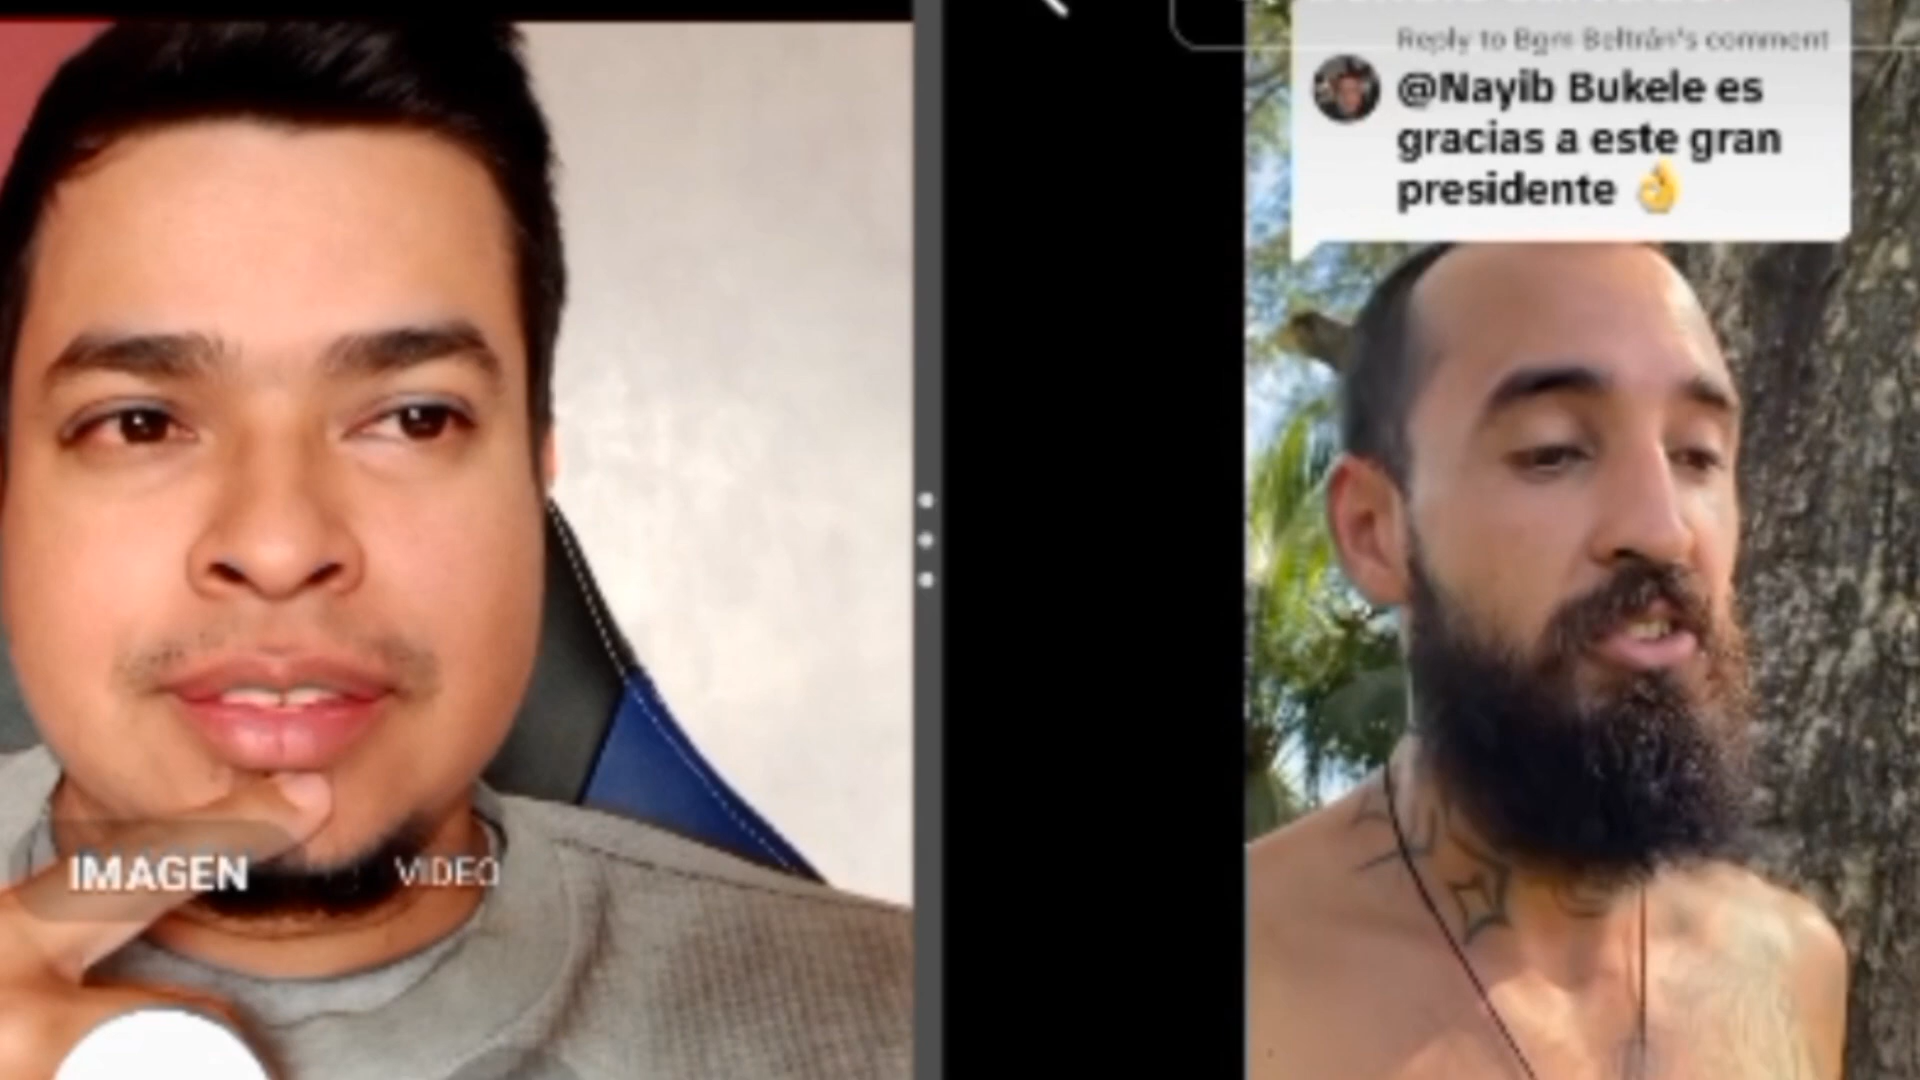 Reply to Bgm Beltrán's comment
@Nayib Bukele es
gracias a este gran
presidente 👌
IMAGEN
VIDEO